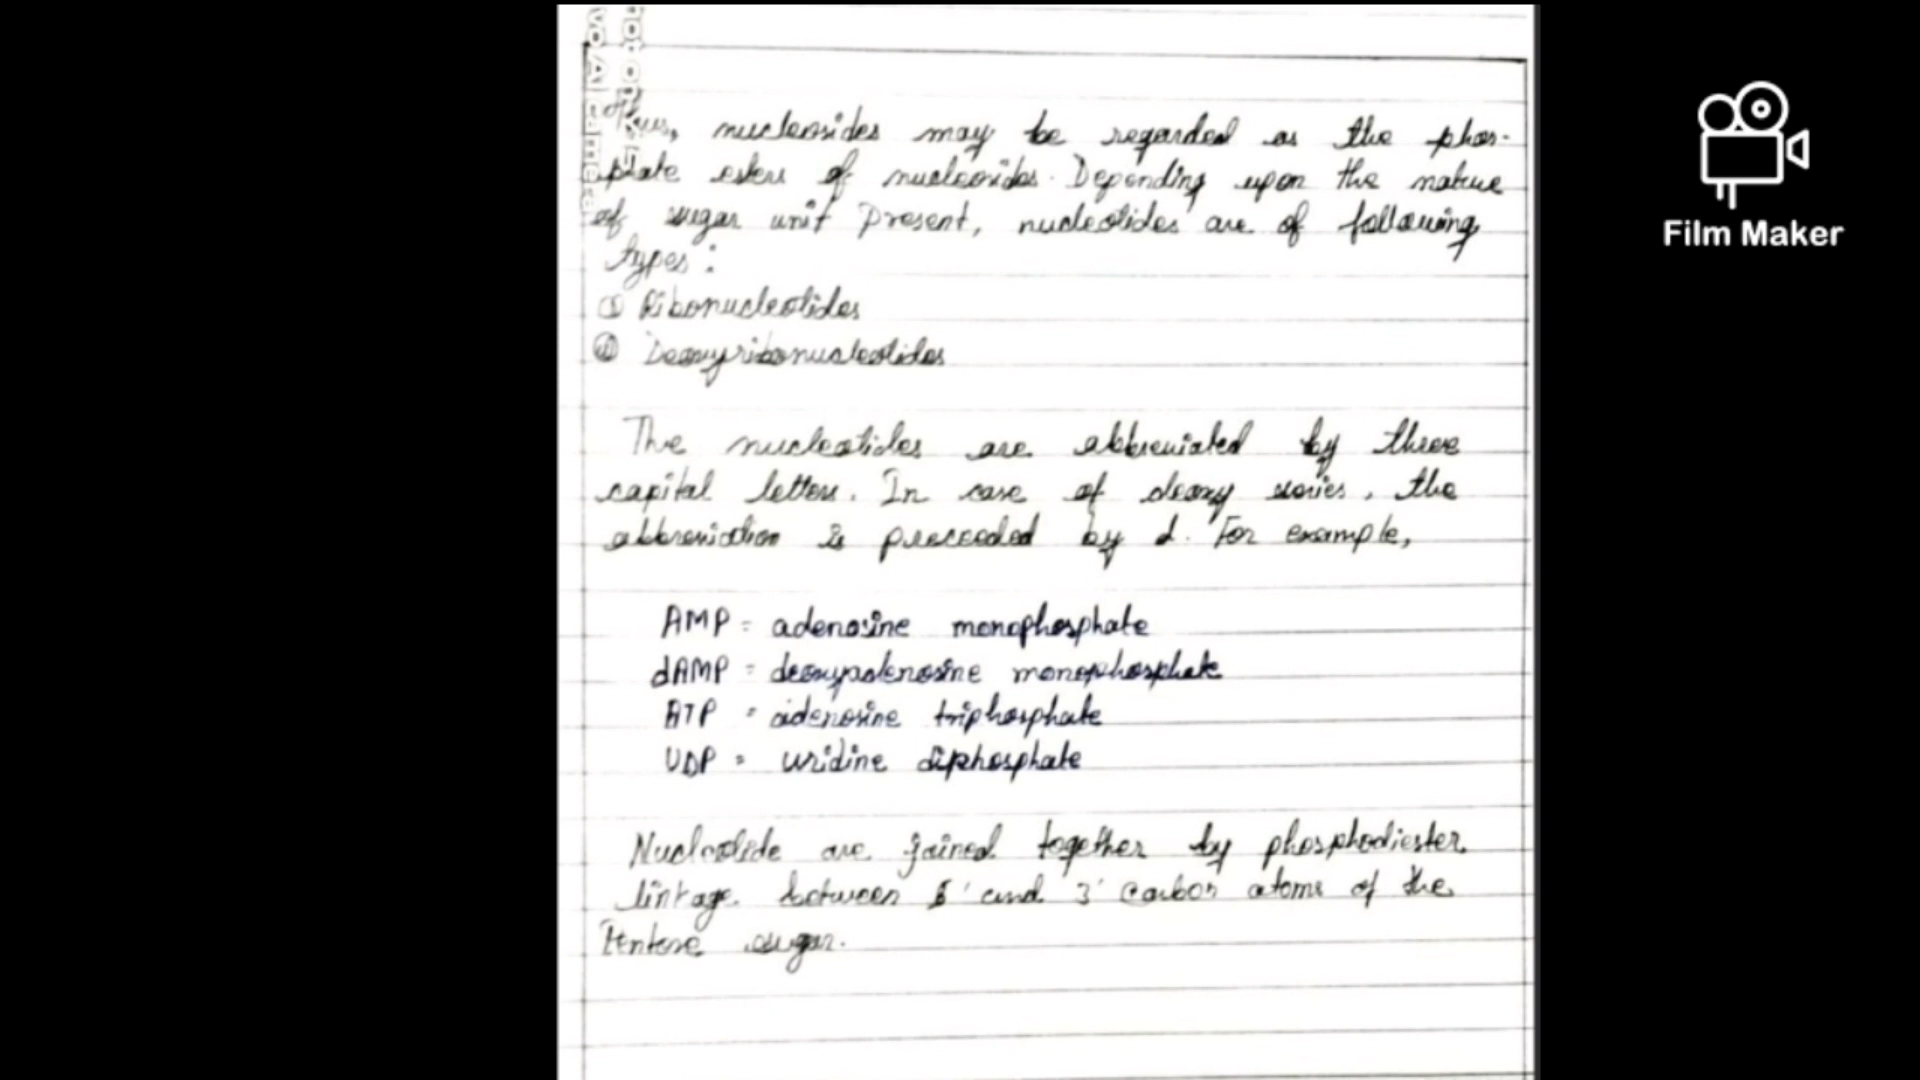 Thus, nucleosides may be regarded as the phos-
phate esters of nucleosides. Depending upon the nature
of sugar unit present, nucleotides are of following
types:
① Ribonucleotides
② Deoxyribonucleotides
The nucleotides are abbreviated by three
capital letters. In case of deoxy series, the
abbreviation is preceeded by d. For example,
AMP = adenosine monophosphate
dAMP = deoxyadenosine monophosphate
ATP = adenosine triphosphate
UDP = uridine diphosphate
Nucleotide are joined together by phosphodiester
linkage between 5' and 3' carbon atoms of the
Pentose sugar.
Film Maker